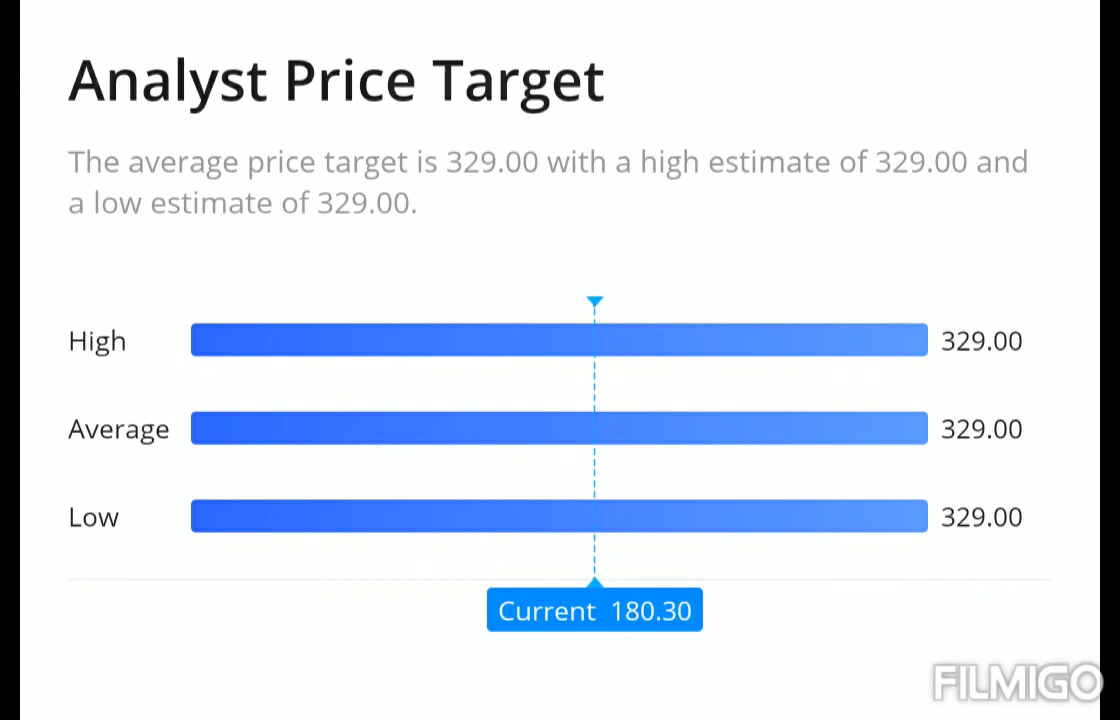 Analyst Price Target
The average price target is 329.00 with a high estimate of 329.00 and
a low estimate of 329.00.
High 329.00
Average 329.00
Low 329.00
Current 180.30
FILMIGO